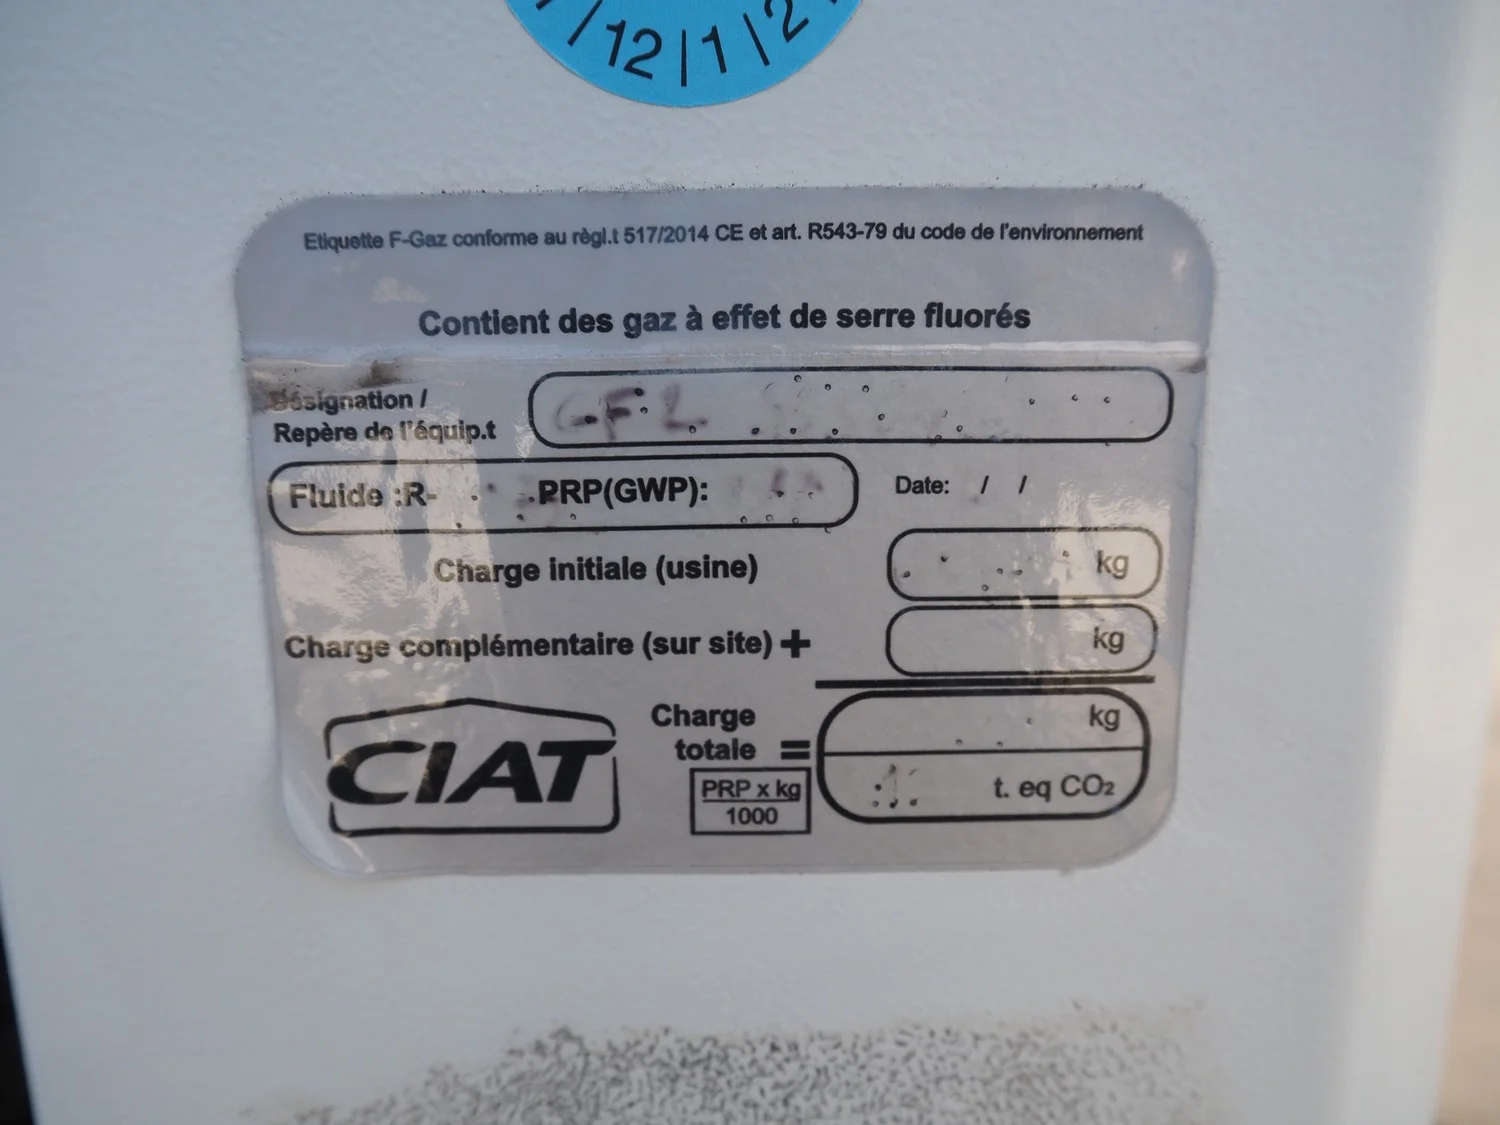 / 12 | 1 | 2
Etiquette F-Gaz conforme au règl.t 517/2014 CE et art. R543-79 du code de l'environnement
Contient des gaz à effet de serre fluorés
Désignation /
Repère de l'équip.t
GFL
Fluide :R- PRP(GWP):
Date: / /
Charge initiale (usine) kg
Charge complémentaire (sur site) + kg
Charge totale = kg
PRP x kg
1000
t. eq CO₂
CIAT